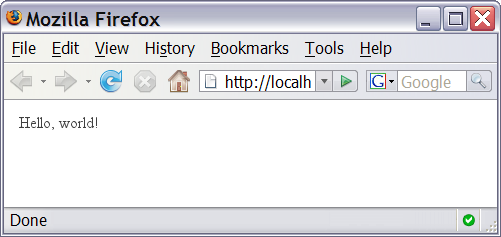 Mozilla Firefox
File Edit View History Bookmarks Tools Help
http://localh G Google
Hello, world!
Done